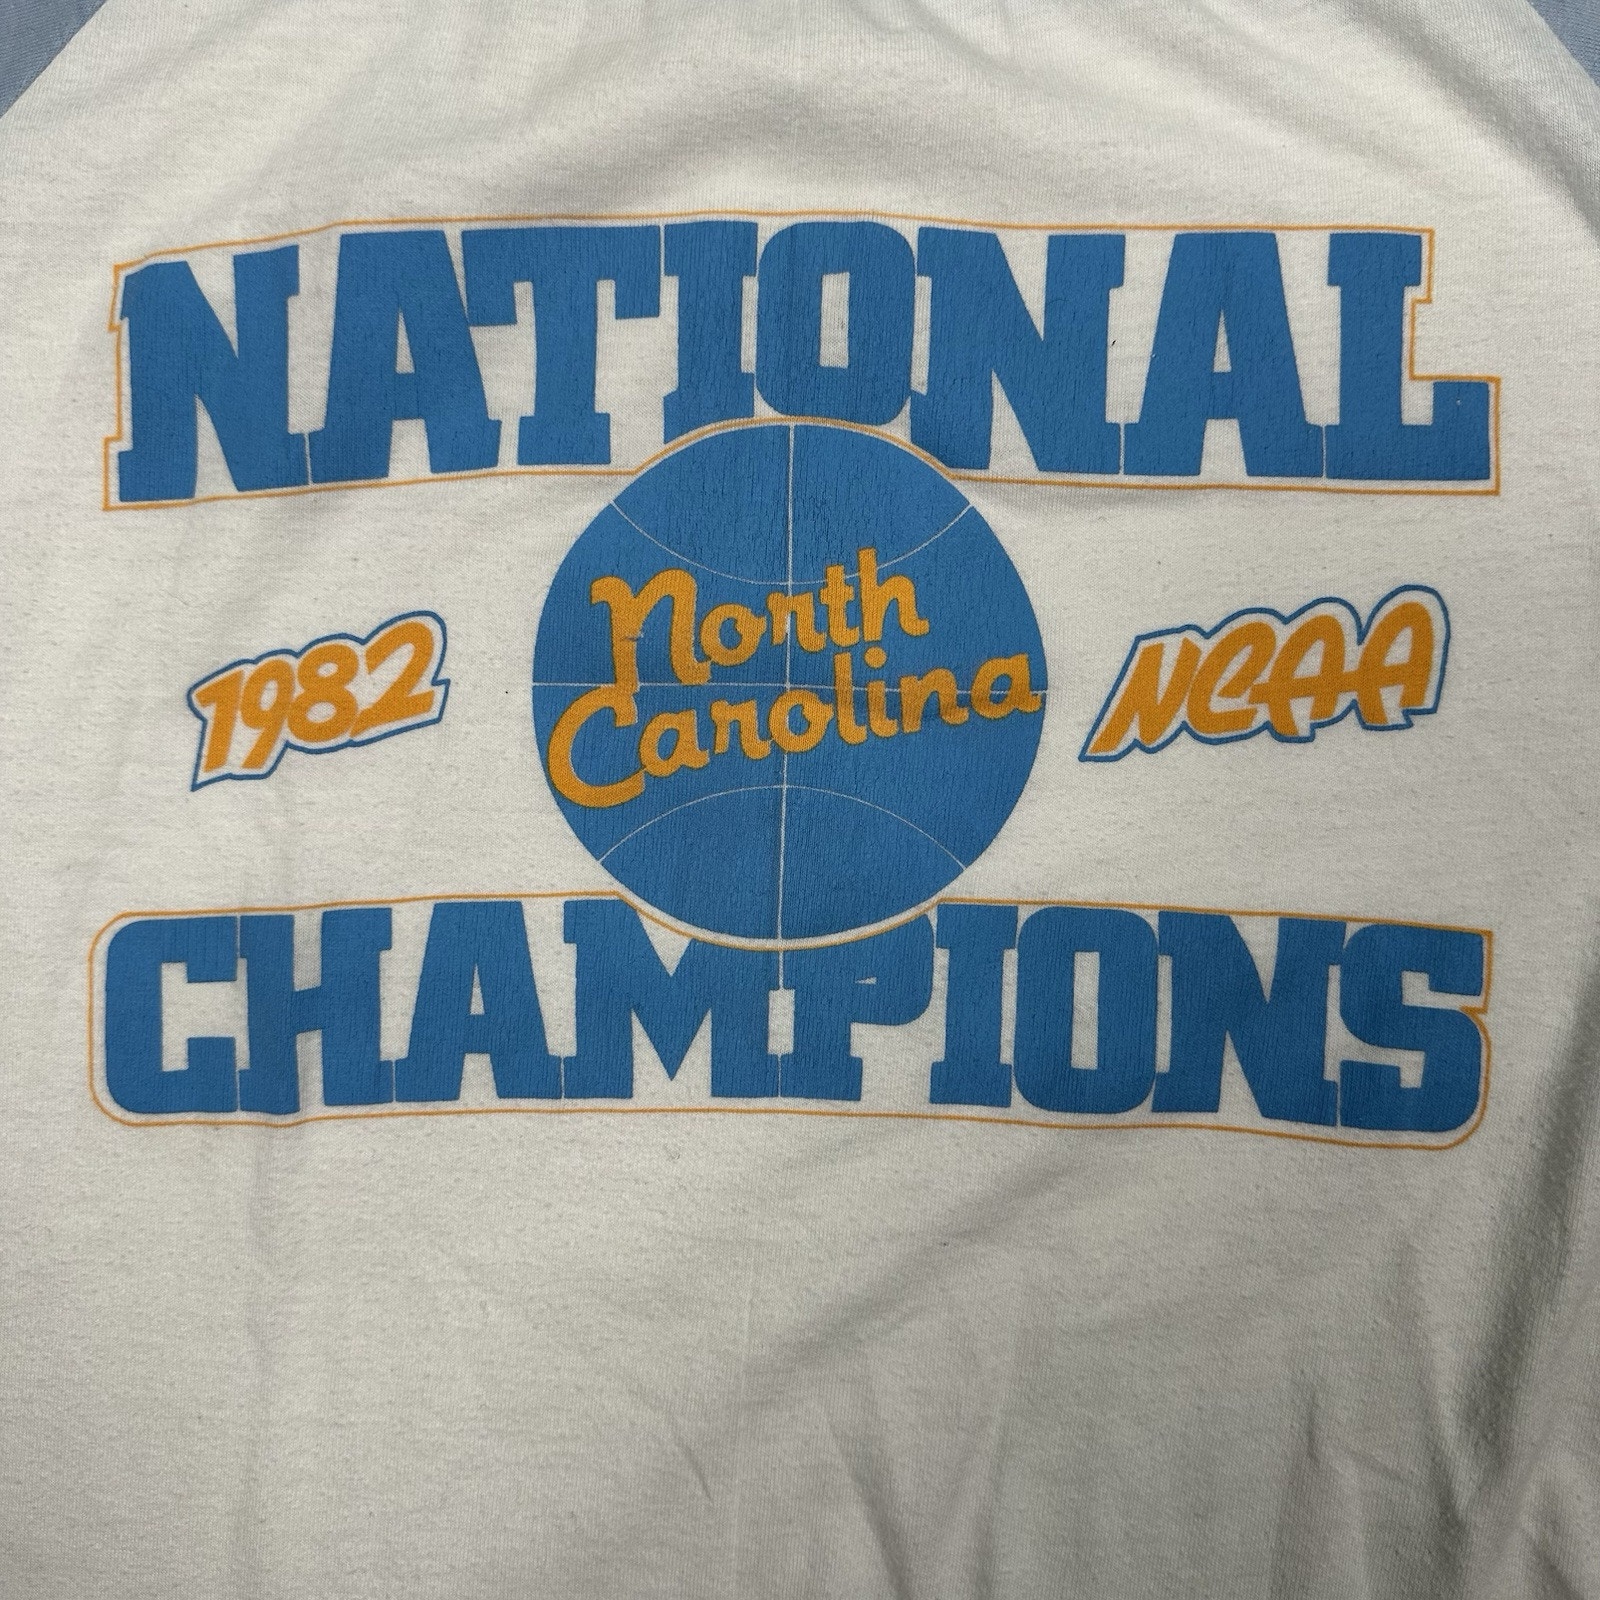 NATIONAL
1982
North
Carolina
NCAA
CHAMPIONS